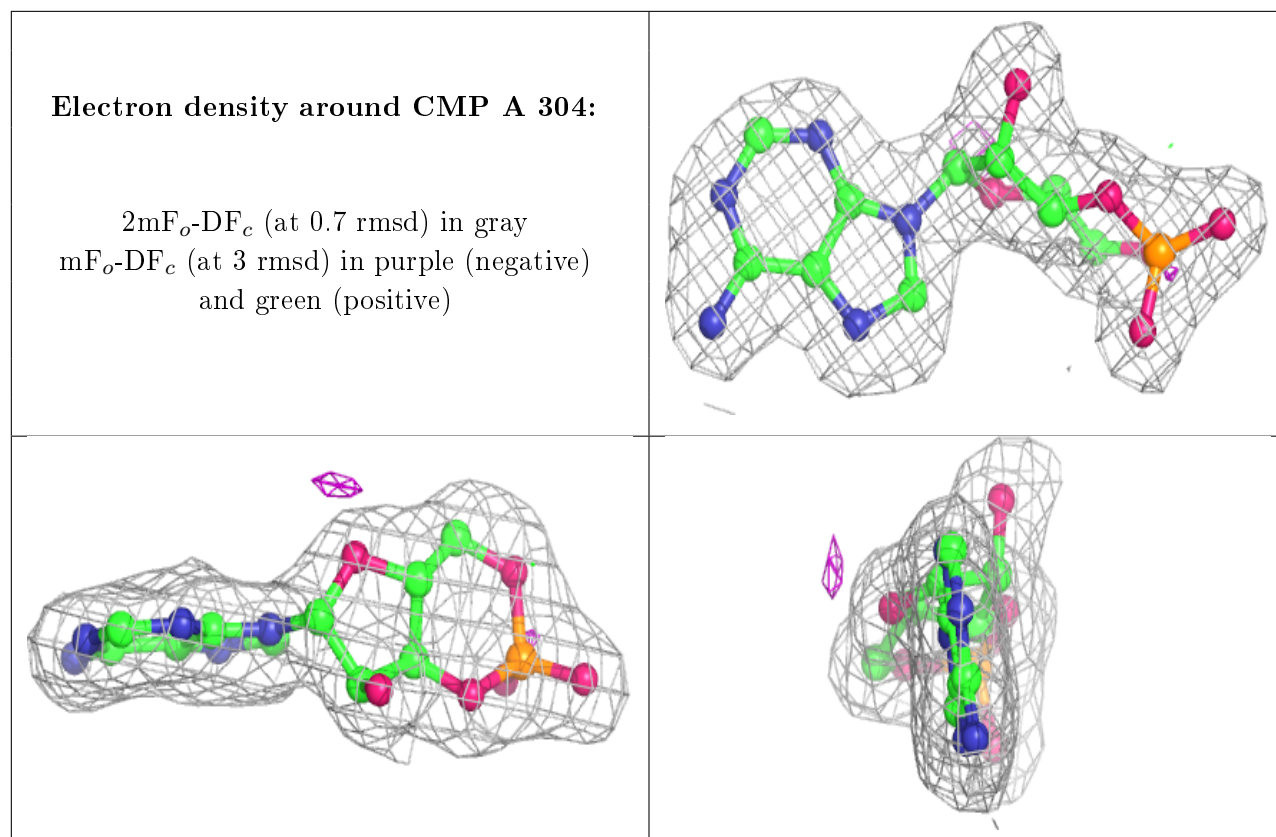 Electron density around CMP A 304:
2mFₒ-DF𝒸 (at 0.7 rmsd) in gray
mFₒ-DF𝒸 (at 3 rmsd) in purple (negative)
and green (positive)